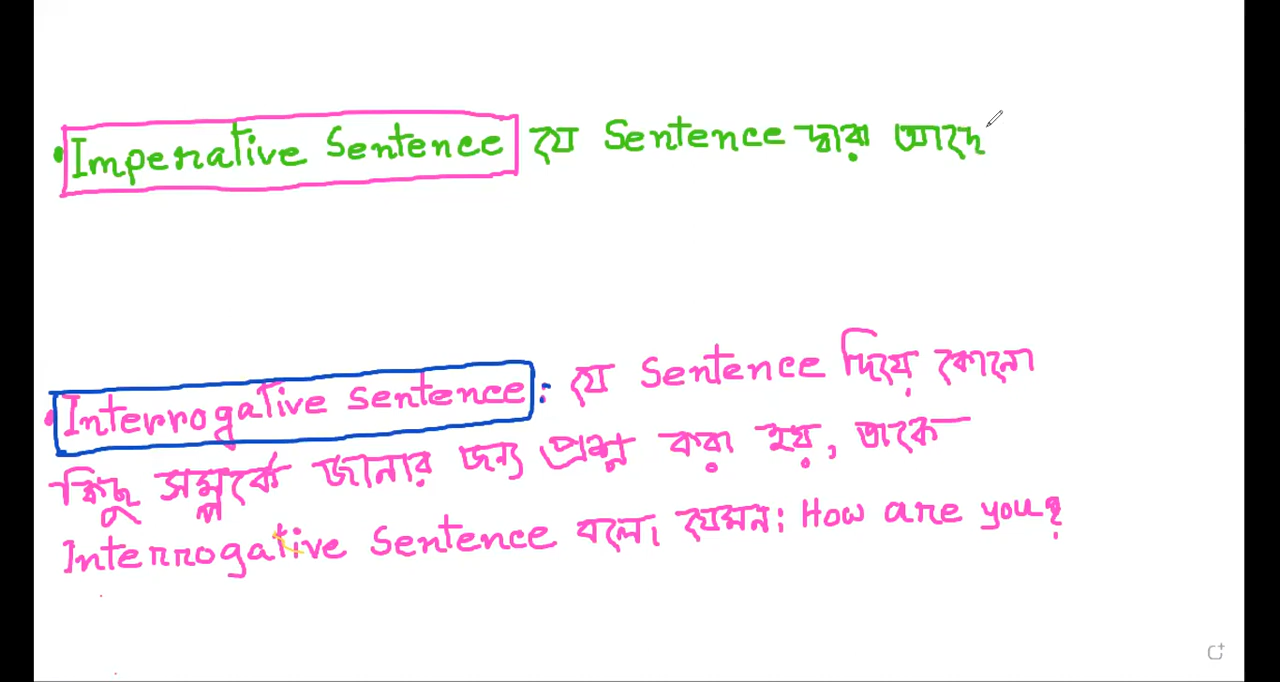 • Imperative Sentence যে Sentence দ্বারা আদে
• Interrogative Sentence : যে Sentence দিয়ে কোনো
কিছু সম্পর্কে জানার জন্য প্রশ্ন করা হয়, তাকে
Interrogative Sentence বলে। যেমন: How are you?